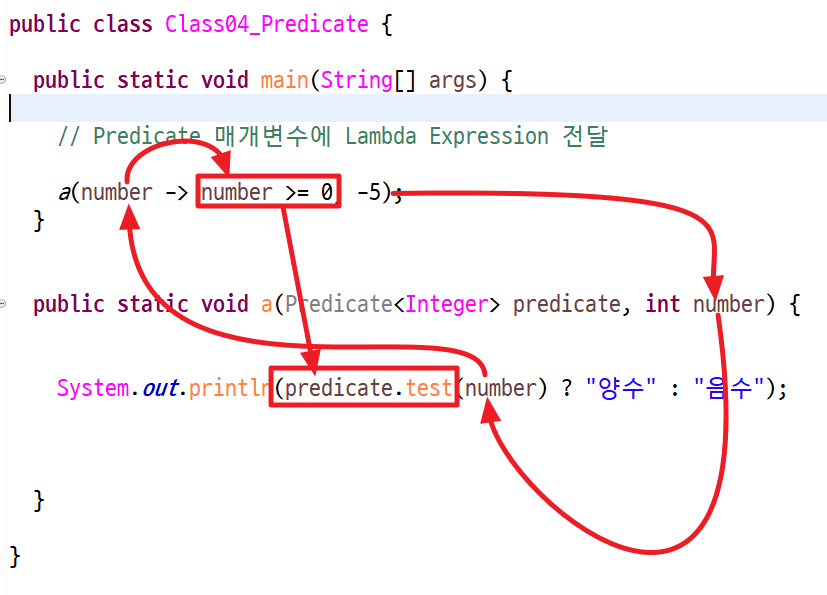 public class Class04_Predicate {
public static void main(String[] args) {
// Predicate 매개변수에 Lambda Expression 전달
a(number -> number >= 0, -5);
}
public static void a(Predicate<Integer> predicate, int number) {
System.out.println(predicate.test(number) ? "양수" : "음수");
}
}